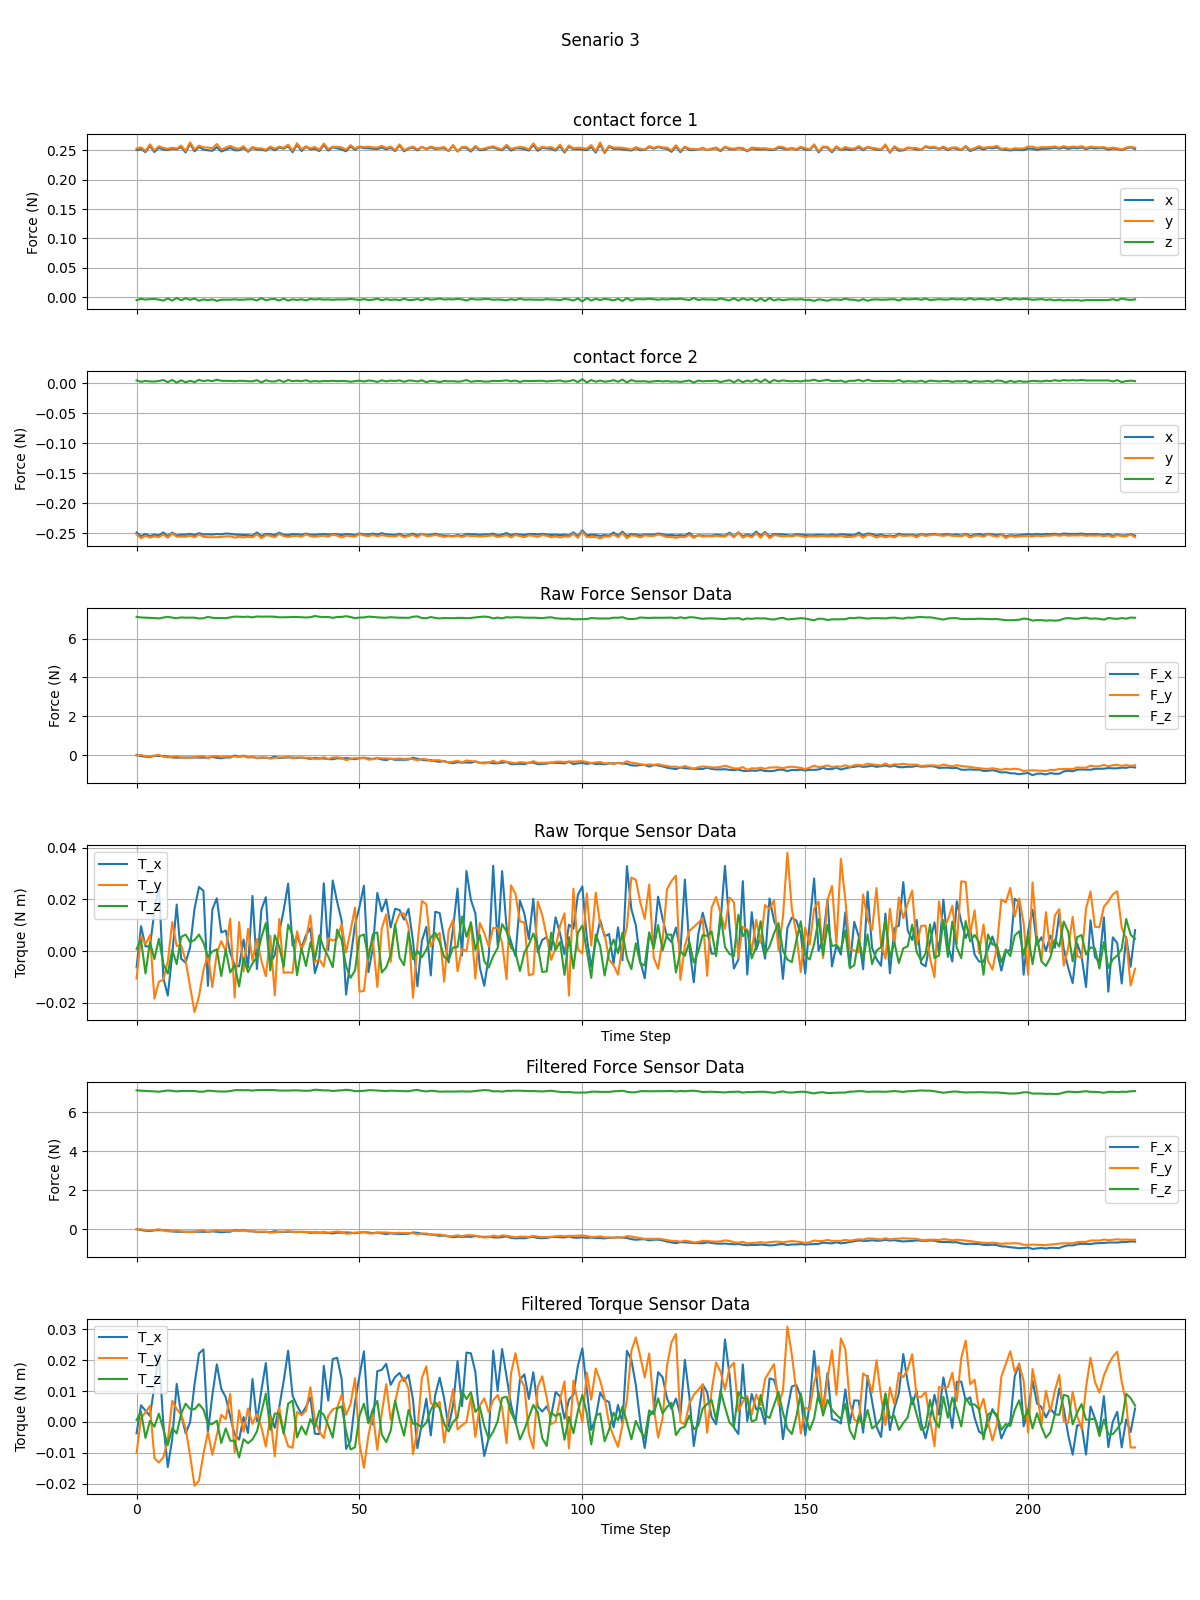 Senario 3
contact force 1
0.25
0.20
0.15
0.10
0.05
0.00
Force (N)
x
y
z
contact force 2
0.00
−0.05
−0.10
−0.15
−0.20
−0.25
Force (N)
x
y
z
Raw Force Sensor Data
6
4
2
0
Force (N)
F_x
F_y
F_z
Raw Torque Sensor Data
0.04
0.02
0.00
−0.02
Torque (N m)
T_x
T_y
T_z
Time Step
Filtered Force Sensor Data
6
4
2
0
Force (N)
F_x
F_y
F_z
Filtered Torque Sensor Data
0.03
0.02
0.01
0.00
−0.01
−0.02
Torque (N m)
T_x
T_y
T_z
0 50 100 150 200
Time Step